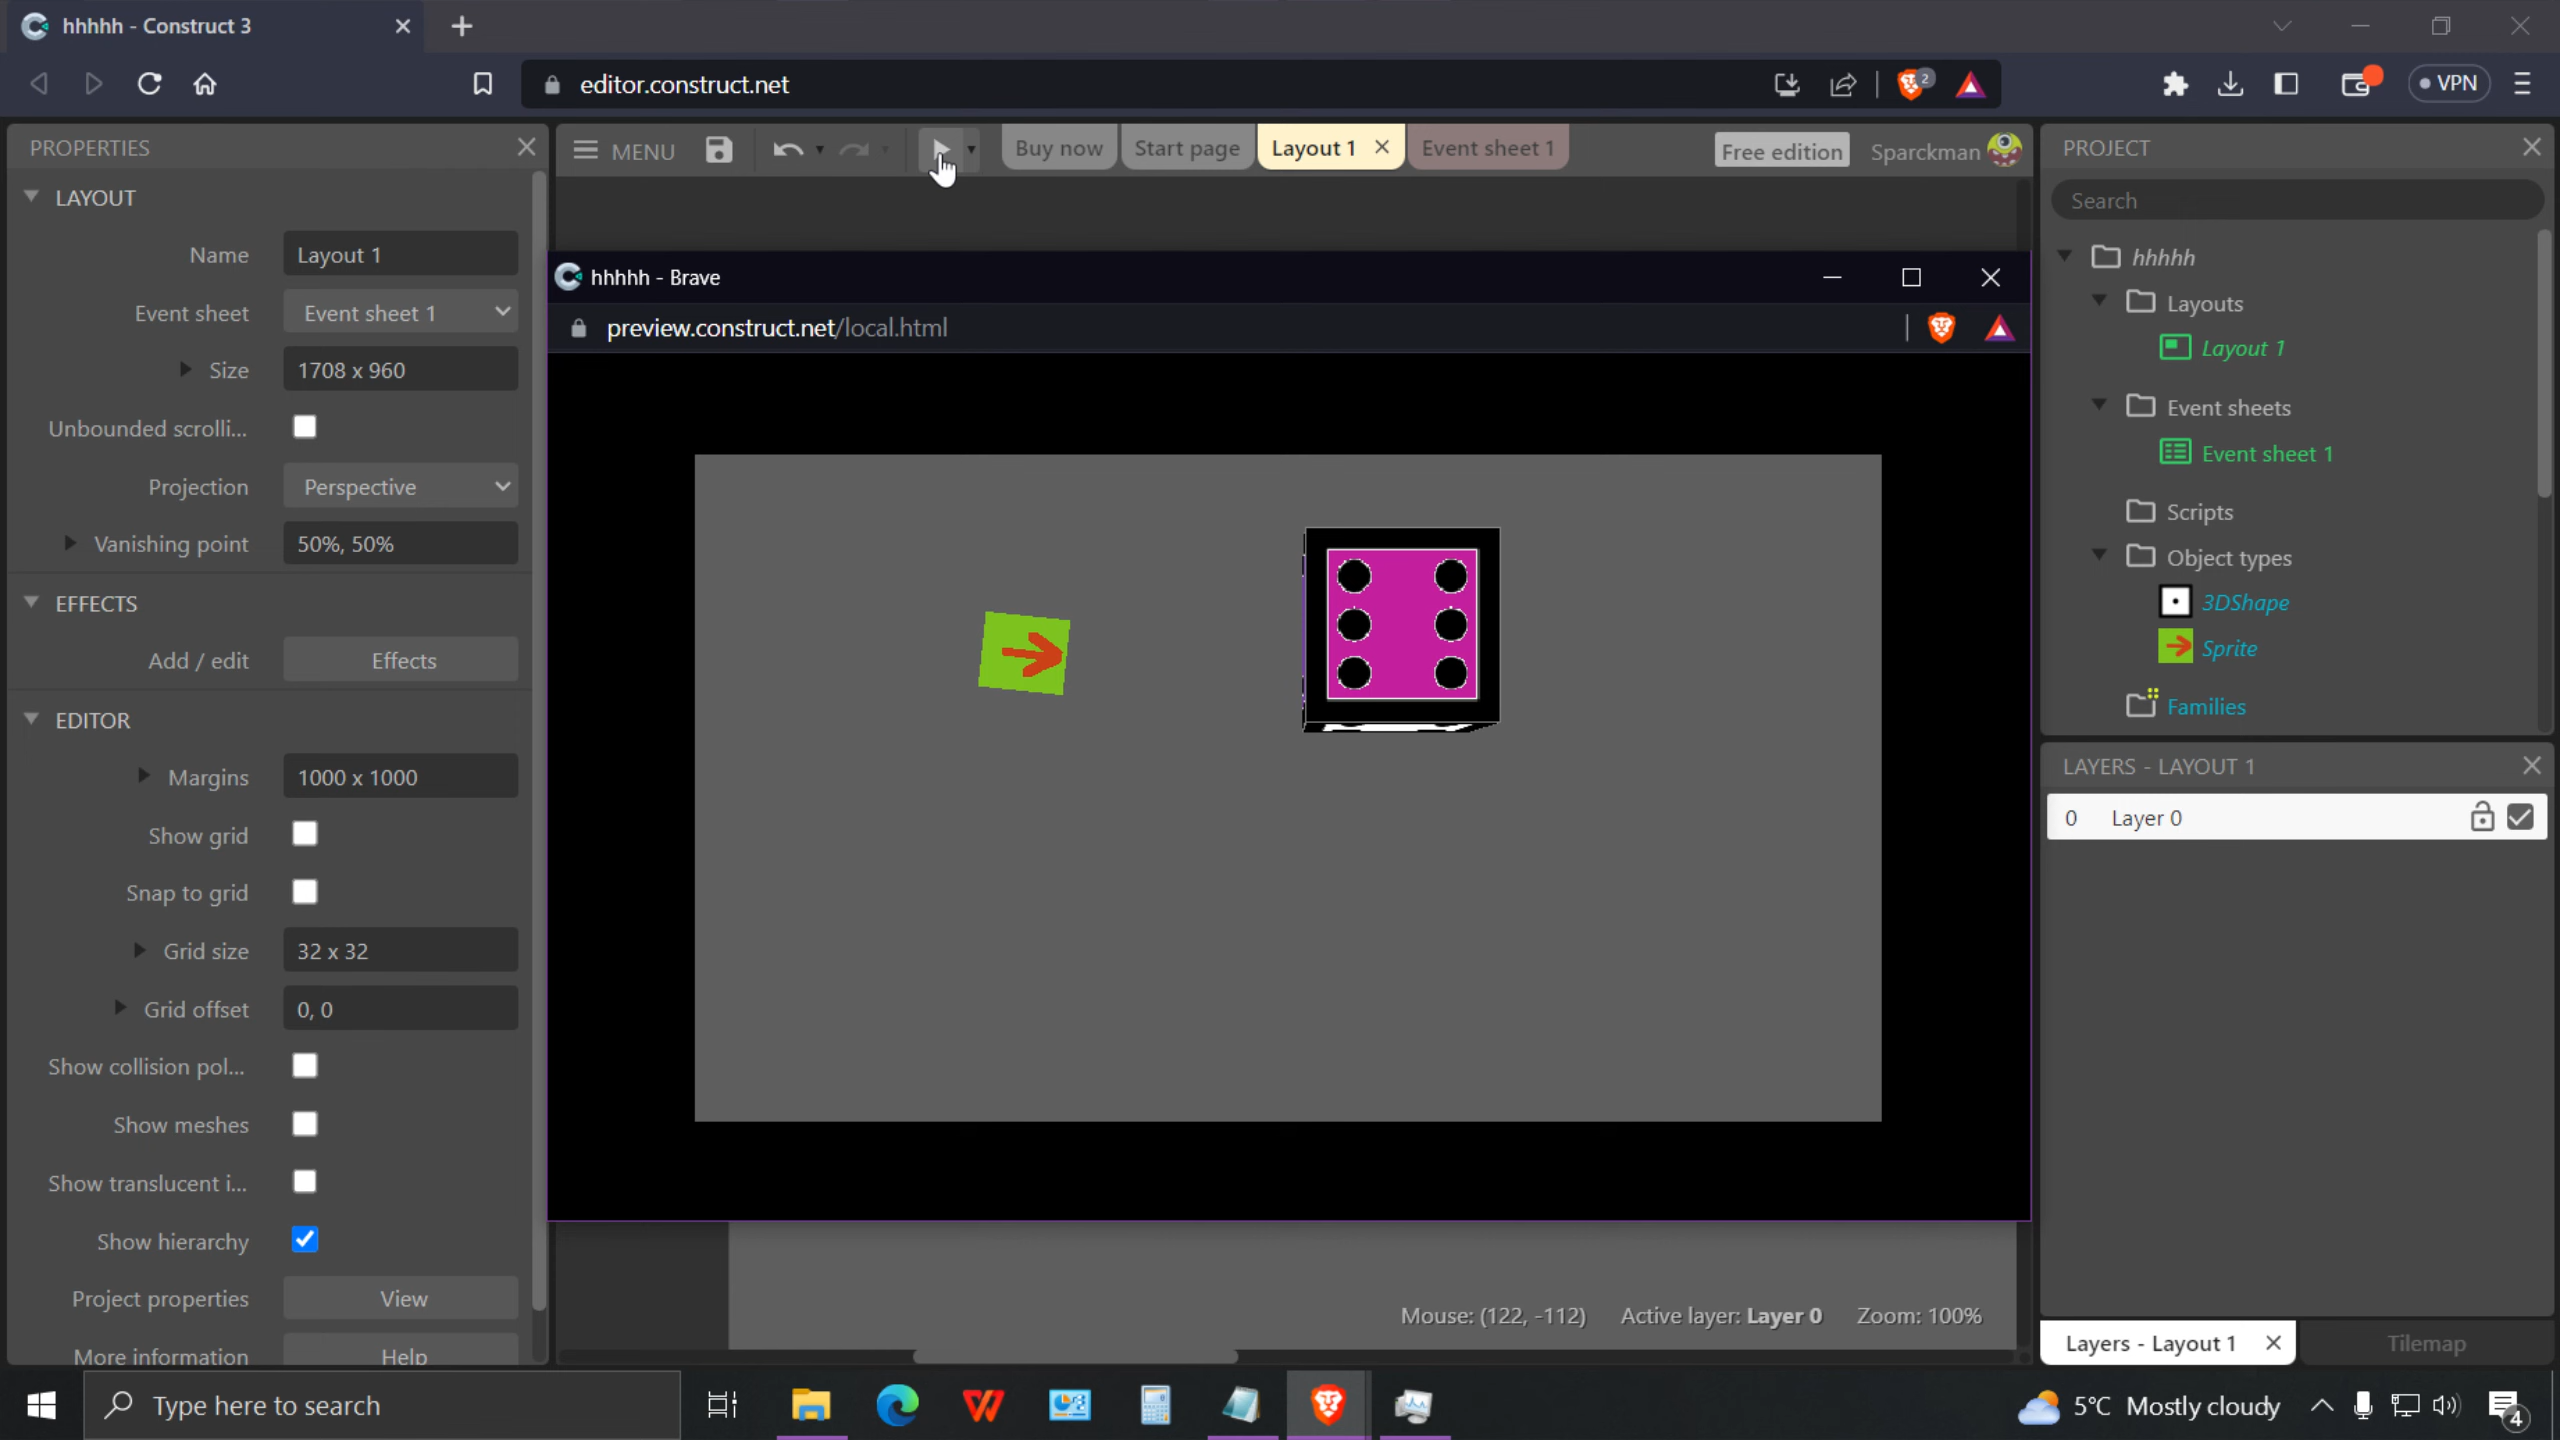 hhhhh - Construct 3
editor.construct.net
2
VPN
PROPERTIES
LAYOUT
Name Layout 1
Event sheet Event sheet 1
Size 1708 x 960
Unbounded scrolli...
Projection Perspective
Vanishing point 50%, 50%
EFFECTS
Add / edit Effects
EDITOR
Margins 1000 x 1000
Show grid
Snap to grid
Grid size 32 x 32
Grid offset 0, 0
Show collision pol...
Show meshes
Show translucent i...
Show hierarchy
Project properties View
More information Help
MENU
Buy now
Start page
Layout 1
Event sheet 1
Free edition
Sparckman
hhhhh - Brave
preview.construct.net/local.html
Mouse: (122, -112) Active layer: Layer 0 Zoom: 100%
PROJECT
Search
hhhhh
Layouts
Layout 1
Event sheets
Event sheet 1
Scripts
Object types
3DShape
Sprite
Families
LAYERS - LAYOUT 1
0 Layer 0
Layers - Layout 1
Tilemap
Type here to search
5°C Mostly cloudy
4